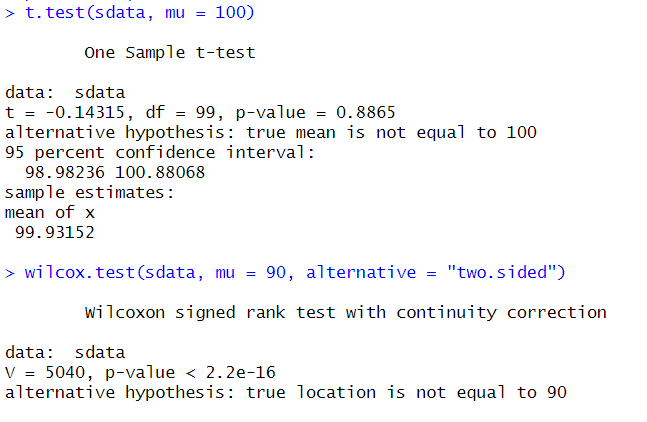 > t.test(sdata, mu = 100)
One Sample t-test
data: sdata
t = -0.14315, df = 99, p-value = 0.8865
alternative hypothesis: true mean is not equal to 100
95 percent confidence interval:
98.98236 100.88068
sample estimates:
mean of x
99.93152
> wilcox.test(sdata, mu = 90, alternative = "two.sided")
Wilcoxon signed rank test with continuity correction
data: sdata
V = 5040, p-value < 2.2e-16
alternative hypothesis: true location is not equal to 90